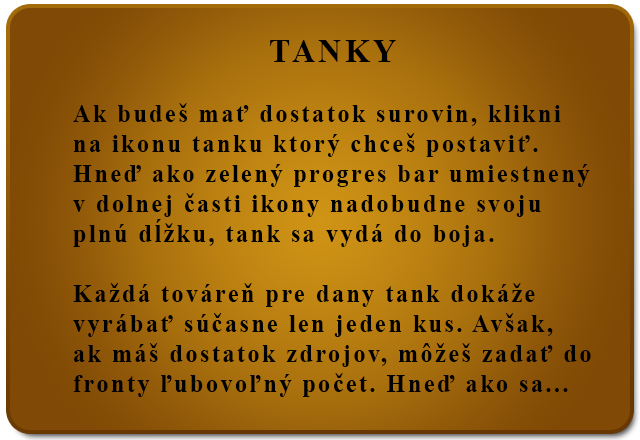 TANKY
Ak budeš mať dostatok surovin, klikni
na ikonu tanku ktorý chceš postaviť.
Hneď ako zelený progres bar umiestnený
v dolnej časti ikony nadobudne svoju
plnú dĺžku, tank sa vydá do boja.
Každá továreň pre dany tank dokáže
vyrábať súčasne len jeden kus. Avšak,
ak máš dostatok zdrojov, môžeš zadať do
fronty ľubovoľný počet. Hneď ako sa...